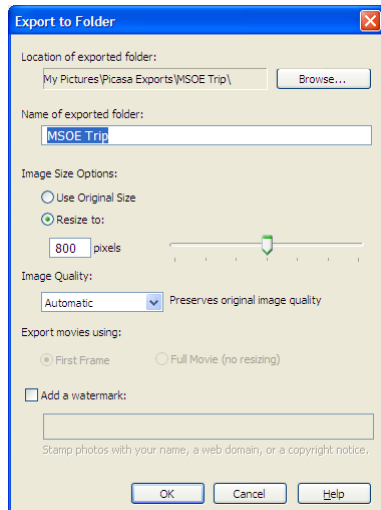 Export to Folder
Location of exported folder:
My Pictures\Picasa Exports\MSOE Trip\
Browse...
Name of exported folder:
MSOE Trip
Image Size Options:
Use Original Size
Resize to:
800 pixels
Image Quality:
Automatic Preserves original image quality
Export movies using:
First Frame Full Movie (no resizing)
Add a watermark:
Stamp photos with your name, a web domain, or a copyright notice.
OK Cancel Help